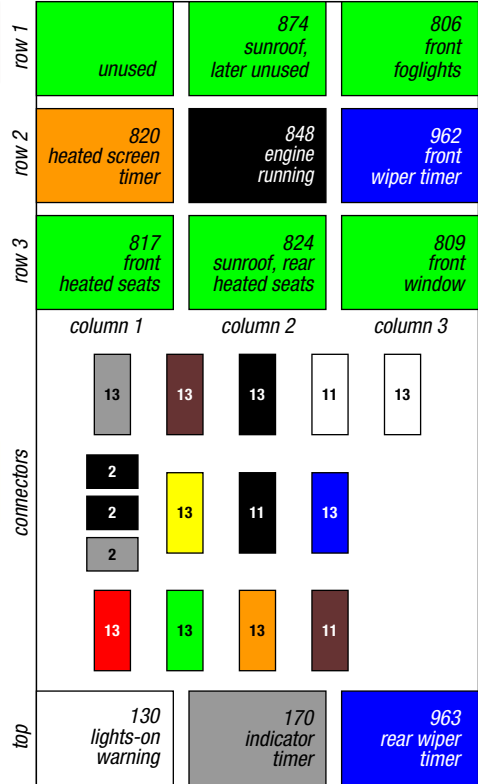 row 1
unused
874
sunroof,
later unused
806
front
foglights
row 2
820
heated screen
timer
848
engine
running
962
front
wiper timer
row 3
817
front
heated seats
824
sunroof, rear
heated seats
809
front
window
column 1
column 2
column 3
connectors
13
13
13
11
13
2
2
2
13
11
13
13
13
13
11
top
130
lights-on
warning
170
indicator
timer
963
rear wiper
timer